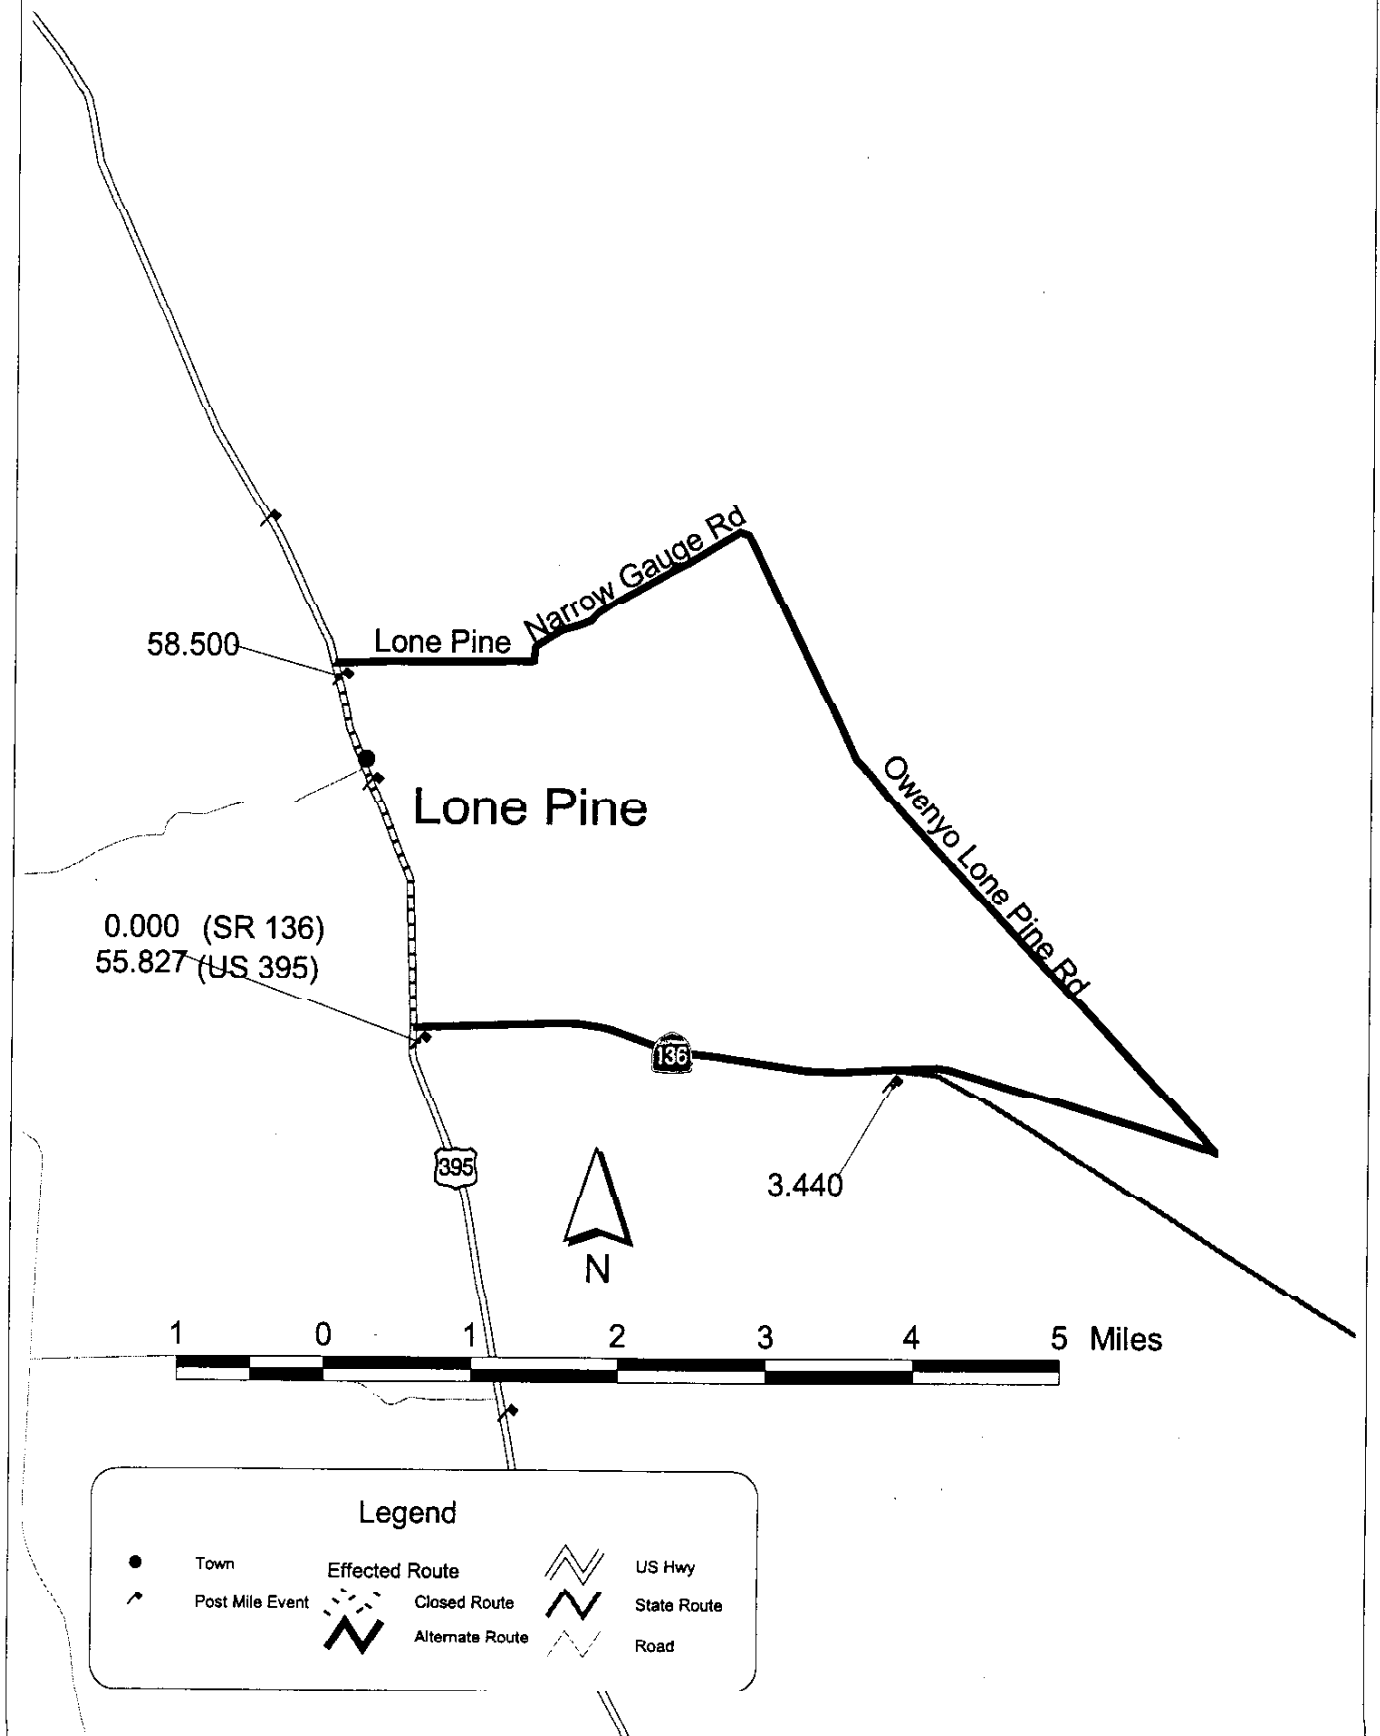 Narrow Gauge Rd
Lone Pine
58.500
Owenyo Lone Pine Rd
Lone Pine
0.000 (SR 136)
55.827 (US 395)
136
3.440
395
N
1 0 1 2 3 4 5 Miles
Legend
Town
Post Mile Event
Effected Route
Closed Route
Alternate Route
US Hwy
State Route
Road